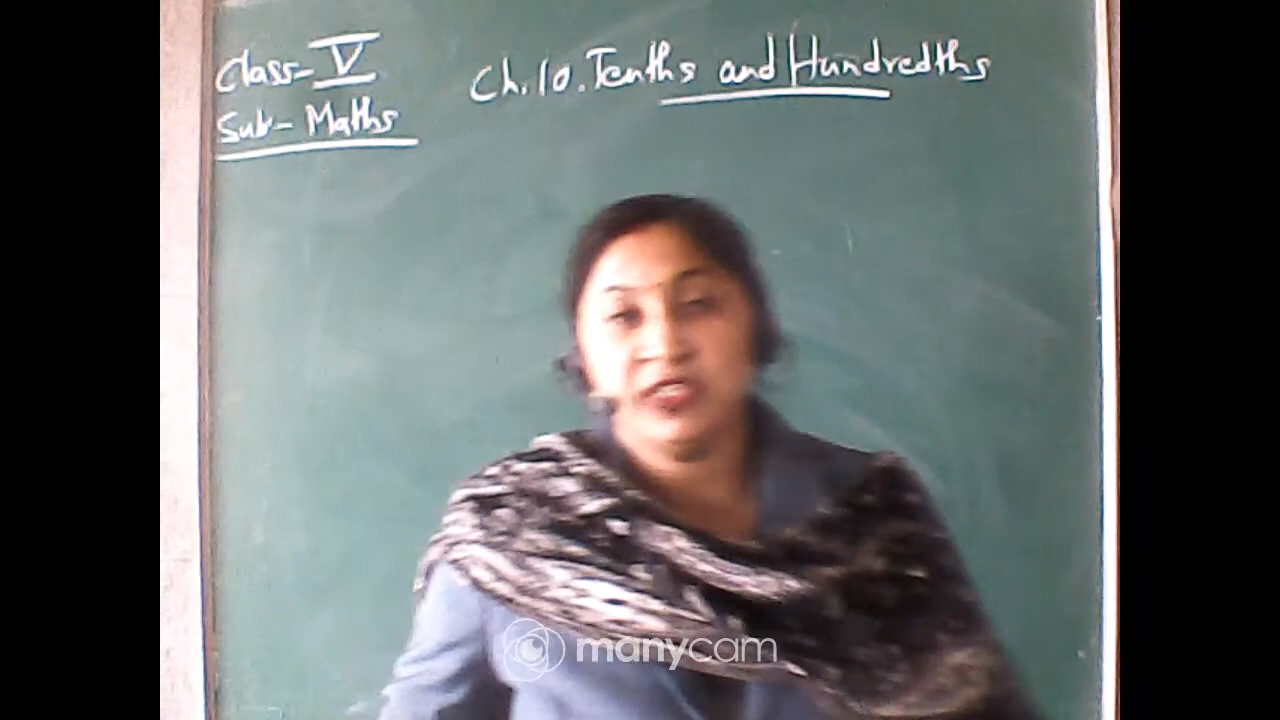 Class- V
Sub- Maths
Ch.10. Tenths and Hundredths
manycam